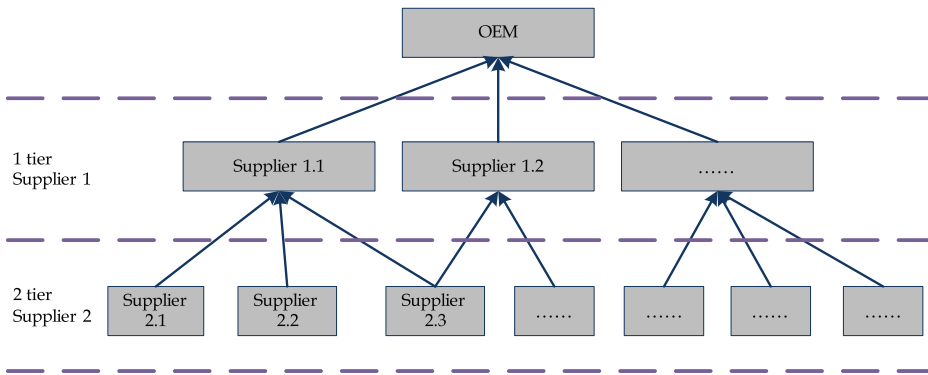 OEM
1 tier
Supplier 1
Supplier 1.1
Supplier 1.2
......
2 tier
Supplier 2
Supplier
2.1
Supplier
2.2
Supplier
2.3
......
......
......
......